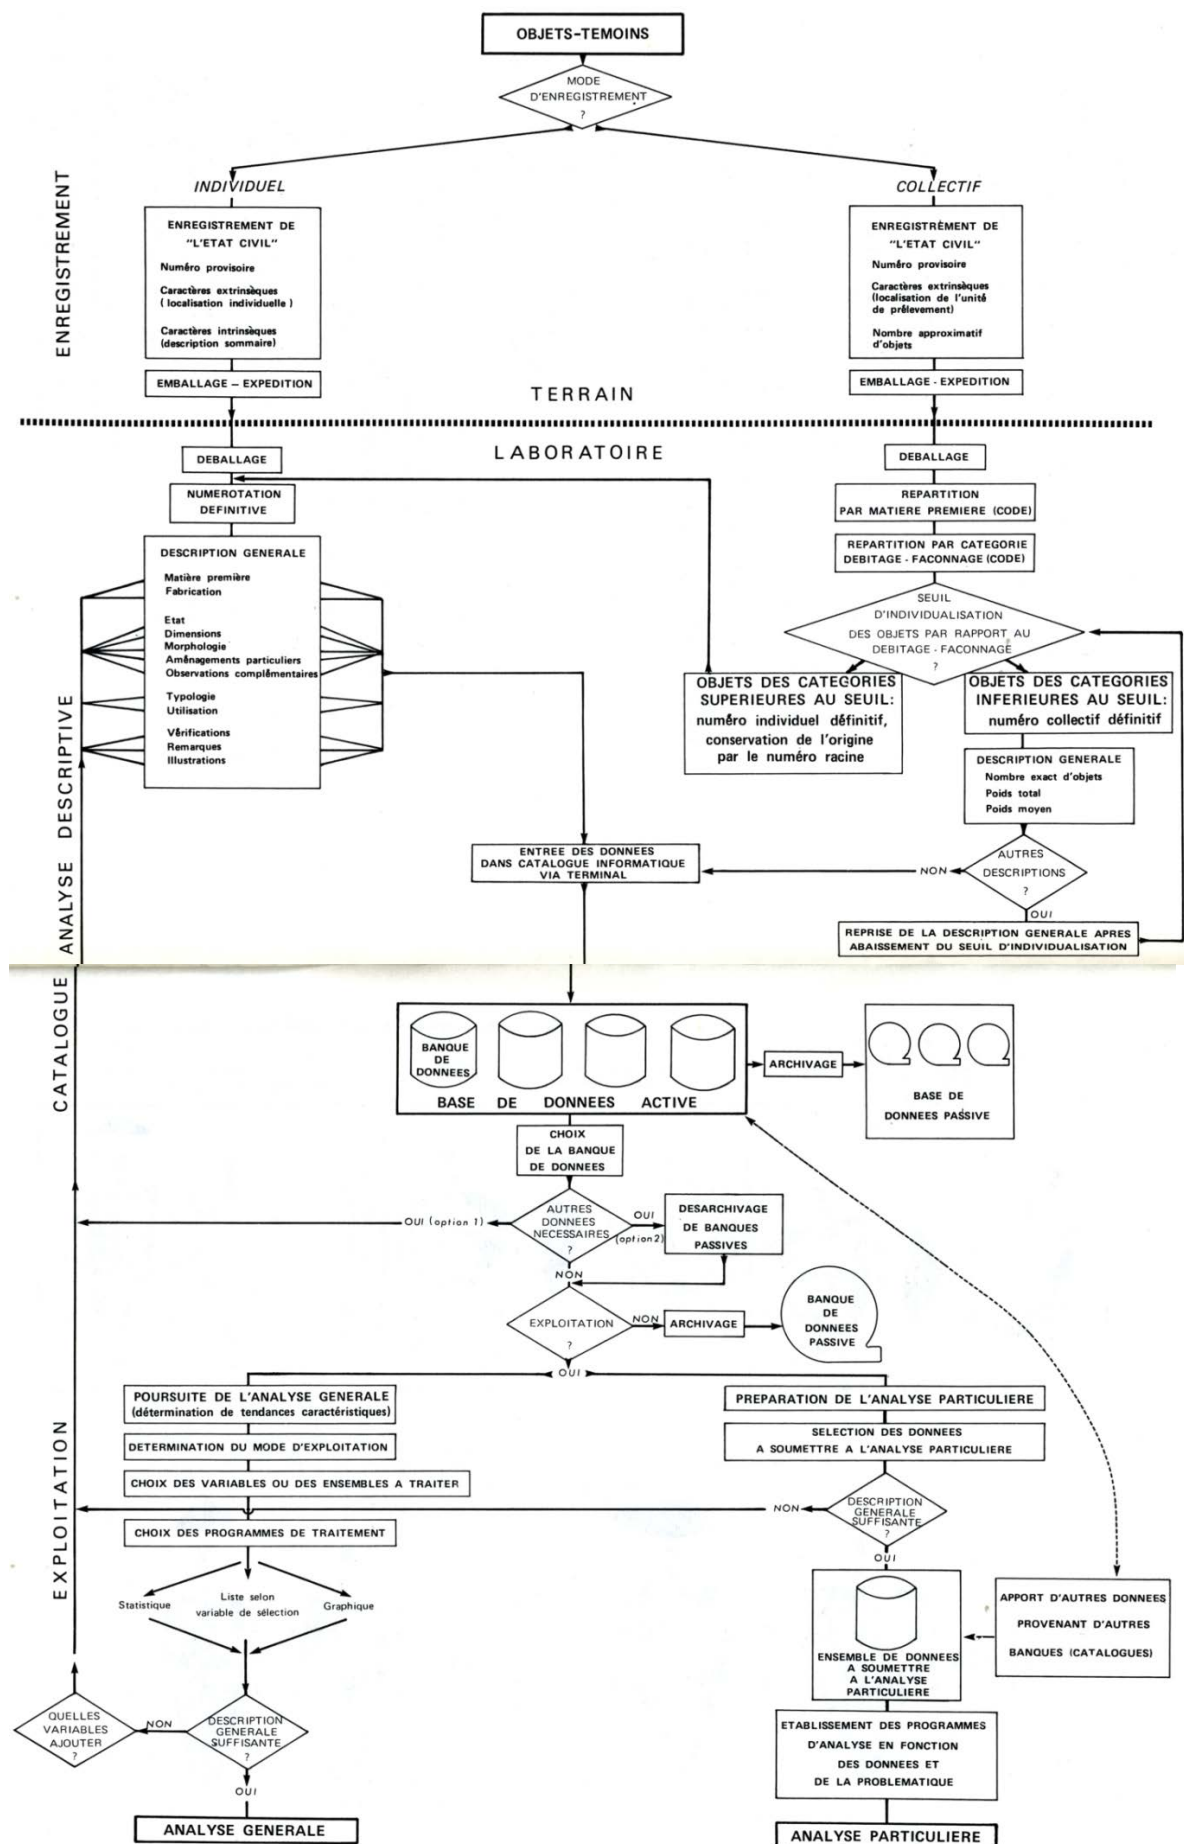 OBJETS-TEMOINS
MODE
D'ENREGISTREMENT
?
ENREGISTREMENT
INDIVIDUEL
ENREGISTREMENT DE
"L'ETAT CIVIL"
Numéro provisoire
Caractères extrinsèques
( localisation individuelle )
Caractères intrinsèques
(description sommaire)
EMBALLAGE – EXPEDITION
COLLECTIF
ENREGISTRÈMENT DE
"L'ETAT CIVIL"
Numéro provisoire
Caractères extrinsèques
(localisation de l'unité
de prélevement)
Nombre approximatif
d'objets
EMBALLAGE - EXPEDITION
TERRAIN
LABORATOIRE
ANALYSE DESCRIPTIVE
DEBALLAGE
NUMEROTATION
DEFINITIVE
DESCRIPTION GENERALE
Matière première
Fabrication
Etat
Dimensions
Morphologie
Aménagements particuliers
Observations complémentaires
Typologie
Utilisation
Vérifications
Remarques
Illustrations
DEBALLAGE
REPARTITION
PAR MATIERE PREMIERE (CODE)
REPARTITION PAR CATEGORIE
DEBITAGE - FACONNAGE (CODE)
SEUIL
D'INDIVIDUALISATION
DES OBJETS PAR RAPPORT AU
DEBITAGE - FACONNAGE
?
OBJETS DES CATEGORIES
SUPERIEURES AU SEUIL:
numéro individuel définitif,
conservation de l'origine
par le numéro racine
OBJETS DES CATEGORIES
INFERIEURES AU SEUIL:
numéro collectif définitif
DESCRIPTION GENERALE
Nombre exact d'objets
Poids total
Poids moyen
AUTRES
DESCRIPTIONS
?
NON
OUI
ENTREE DES DONNEES
DANS CATALOGUE INFORMATIQUE
VIA TERMINAL
REPRISE DE LA DESCRIPTION GENERALE APRES
ABAISSEMENT DU SEUIL D'INDIVIDUALISATION
CATALOGUE
BANQUE
DE
DONNEES
BASE DE DONNEES ACTIVE
ARCHIVAGE
BASE DE
DONNEES PASSIVE
CHOIX
DE LA BANQUE
DE DONNEES
AUTRES
DONNEES
NECESSAIRES
?
OUI (option 1)
OUI
(option 2)
DESARCHIVAGE
DE BANQUES
PASSIVES
NON
EXPLOITATION
?
NON
ARCHIVAGE
BANQUE
DE
DONNEES
PASSIVE
OUI
EXPLOITATION
POURSUITE DE L'ANALYSE GENERALE
(détermination de tendances caractéristiques)
DETERMINATION DU MODE D'EXPLOITATION
CHOIX DES VARIABLES OU DES ENSEMBLES A TRAITER
CHOIX DES PROGRAMMES DE TRAITEMENT
Statistique
Liste selon
variable de sélection
Graphique
DESCRIPTION
GENERALE
SUFFISANTE
?
NON
QUELLES
VARIABLES
AJOUTER
?
OUI
ANALYSE GENERALE
PREPARATION DE L'ANALYSE PARTICULIERE
SELECTION DES DONNEES
A SOUMETTRE A L'ANALYSE PARTICULIERE
DESCRIPTION
GENERALE
SUFFISANTE
?
NON
OUI
ENSEMBLE DE DONNEES
A SOUMETTRE
A L'ANALYSE
PARTICULIERE
APPORT D'AUTRES DONNEES
PROVENANT D'AUTRES
BANQUES (CATALOGUES)
ETABLISSEMENT DES PROGRAMMES
D'ANALYSE EN FONCTION
DES DONNEES ET
DE LA PROBLEMATIQUE
ANALYSE PARTICULIERE